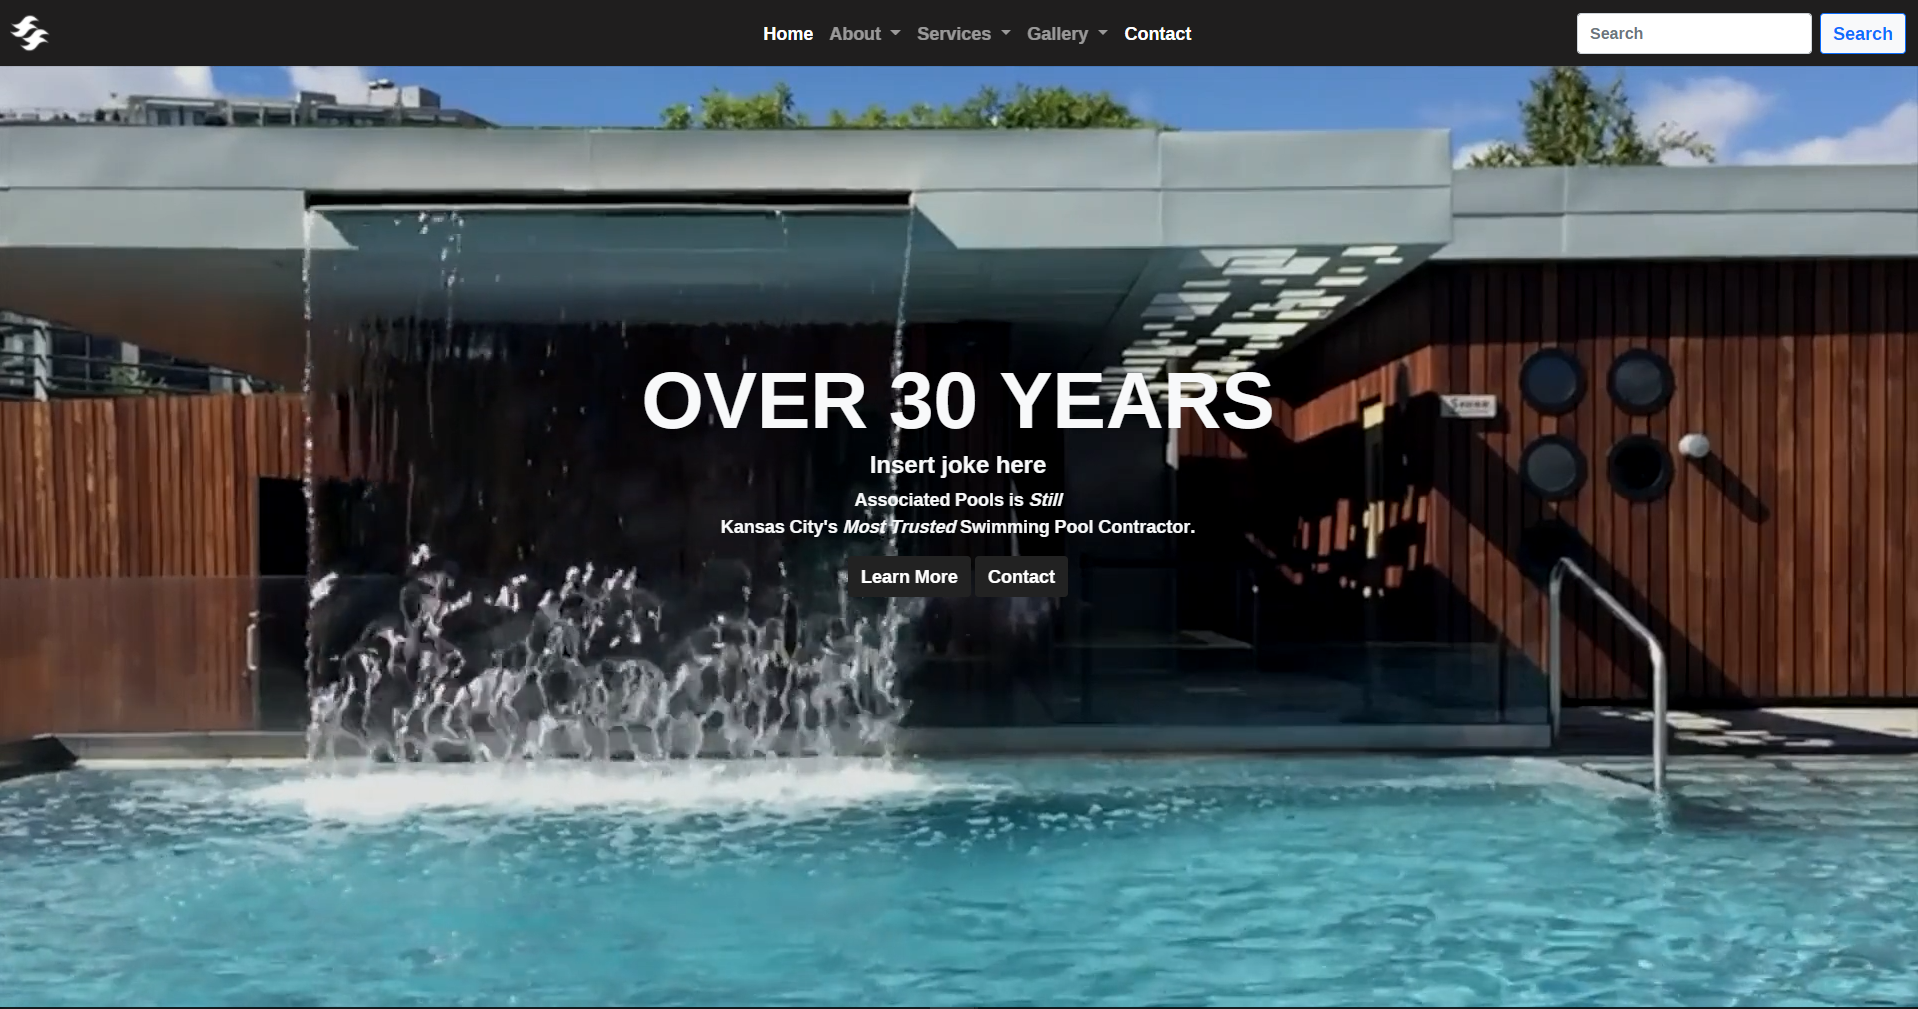 Home About Services Gallery Contact Search Search
OVER 30 YEARS
Insert joke here
Associated Pools is Still
Kansas City's Most Trusted Swimming Pool Contractor.
Learn More Contact